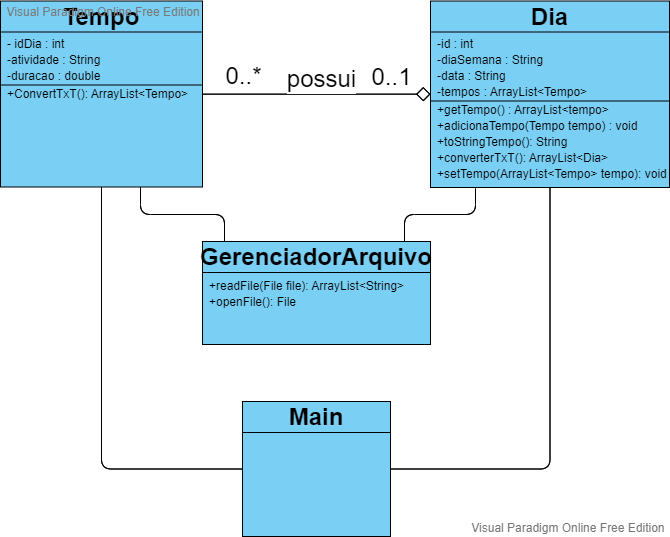 Visual Paradigm Online Free Edition
Tempo
- idDia : int
-atividade : String
-duracao : double
+ConvertTxT(): ArrayList<Tempo>
0..* possui 0..1
Dia
-id : int
-diaSemana : String
-data : String
-tempos : ArrayList<Tempo>
+getTempo() : ArrayList<tempo>
+adicionaTempo(Tempo tempo) : void
+toStringTempo(): String
+converterTxT(): ArrayList<Dia>
+setTempo(ArrayList<Tempo> tempo): void
GerenciadorArquivo
+readFile(File file): ArrayList<String>
+openFile(): File
Main
Visual Paradigm Online Free Edition